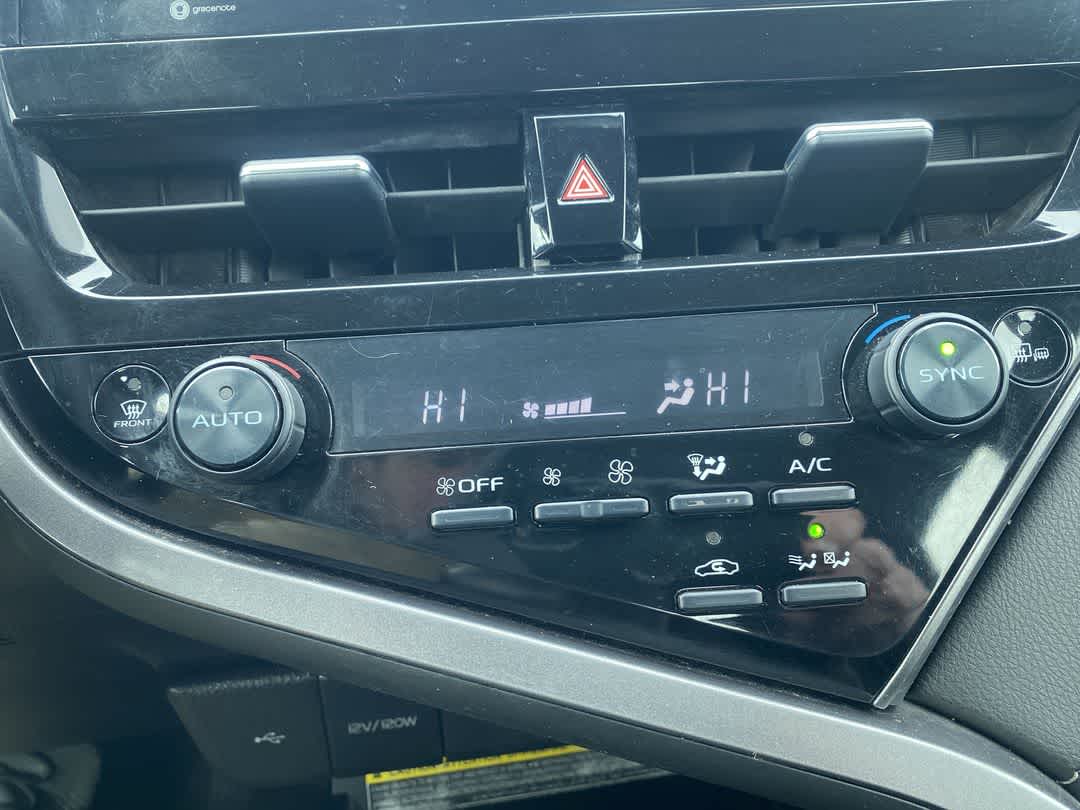 gracenote
HI
HI
FRONT
AUTO
SYNC
OFF
A/C
12V/120W